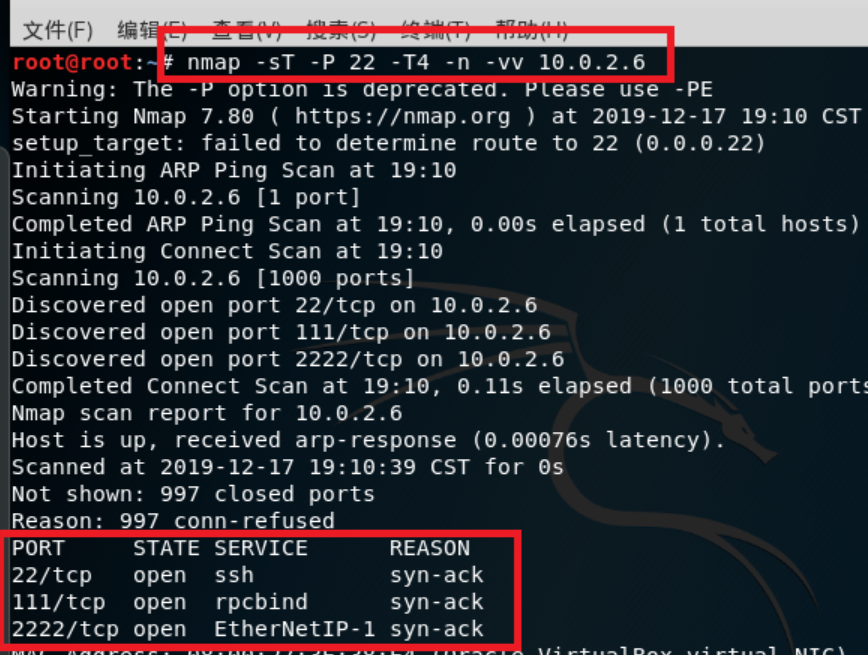 文件(F) 编辑(E) 查看(V) 搜索(S) 终端(T) 帮助(H)
root@root:~# nmap -sT -P 22 -T4 -n -vv 10.0.2.6
Warning: The -P option is deprecated. Please use -PE
Starting Nmap 7.80 ( https://nmap.org ) at 2019-12-17 19:10 CST
setup_target: failed to determine route to 22 (0.0.0.22)
Initiating ARP Ping Scan at 19:10
Scanning 10.0.2.6 [1 port]
Completed ARP Ping Scan at 19:10, 0.00s elapsed (1 total hosts)
Initiating Connect Scan at 19:10
Scanning 10.0.2.6 [1000 ports]
Discovered open port 22/tcp on 10.0.2.6
Discovered open port 111/tcp on 10.0.2.6
Discovered open port 2222/tcp on 10.0.2.6
Completed Connect Scan at 19:10, 0.11s elapsed (1000 total ports
Nmap scan report for 10.0.2.6
Host is up, received arp-response (0.00076s latency).
Scanned at 2019-12-17 19:10:39 CST for 0s
Not shown: 997 closed ports
Reason: 997 conn-refused
PORT STATE SERVICE REASON
22/tcp open ssh syn-ack
111/tcp open rpcbind syn-ack
2222/tcp open EtherNetIP-1 syn-ack
MAC Address: (Oracle VirtualBox virtual NIC)